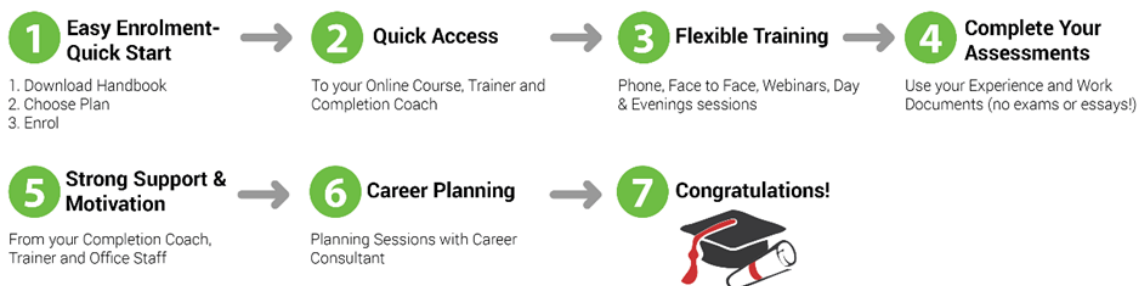 1 Easy Enrolment-
Quick Start
1. Download Handbook
2. Choose Plan
3. Enrol
2 Quick Access
To your Online Course, Trainer and
Completion Coach
3 Flexible Training
Phone, Face to Face, Webinars, Day
& Evenings sessions
4 Complete Your
Assessments
Use your Experience and Work
Documents (no exams or essays!)
5 Strong Support &
Motivation
From your Completion Coach,
Trainer and Office Staff
6 Career Planning
Planning Sessions with Career
Consultant
7 Congratulations!